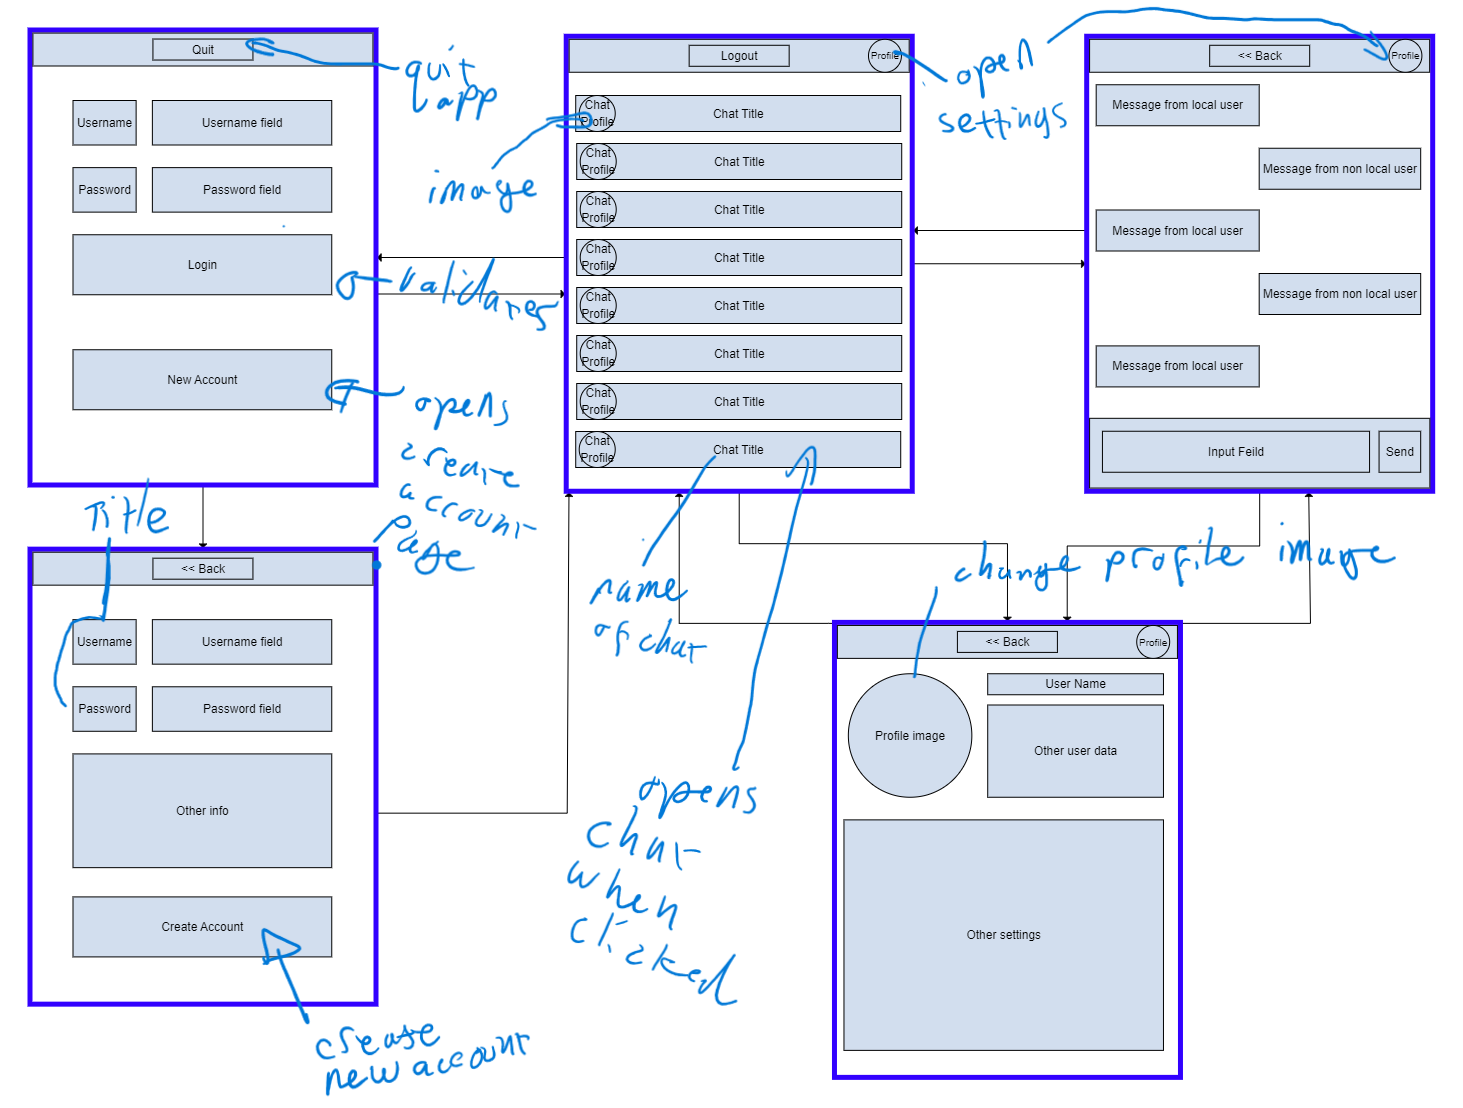 Quit
quit
app
Username
Username field
Password
Password field
Login
validates
New Account
opens
create
account
page
Title
<< Back
Username
Username field
Password
Password field
Other info
Create Account
create
new account
Logout
Profile
open
settings
Chat Profile
Chat Title
image
Chat Profile
Chat Title
Chat Profile
Chat Title
Chat Profile
Chat Title
Chat Profile
Chat Title
Chat Profile
Chat Title
Chat Profile
Chat Title
Chat Profile
Chat Title
name
of chat
opens
chat
when
clicked
<< Back
Profile
Message from local user
Message from non local user
Message from local user
Message from non local user
Message from local user
Input Feild
Send
change profile image
<< Back
Profile
Profile image
User Name
Other user data
Other settings